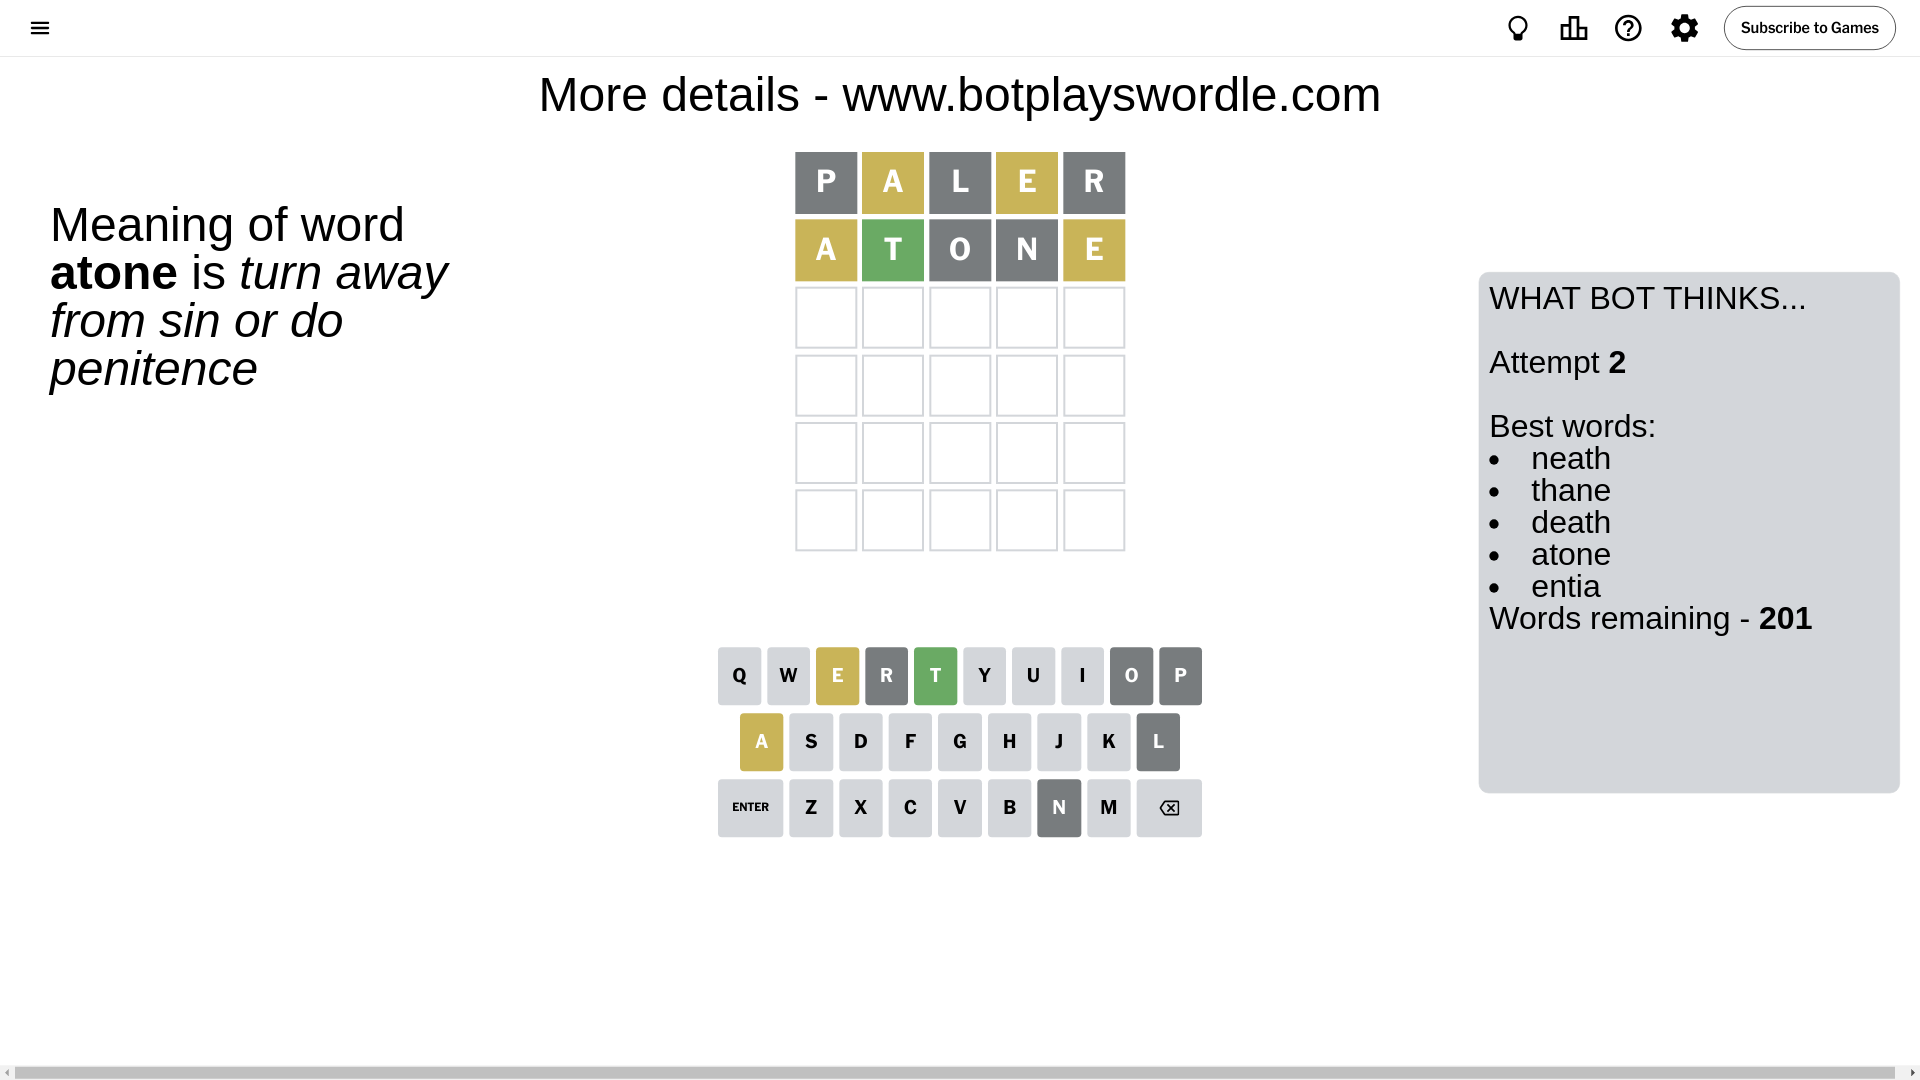 Subscribe to Games
More details - www.botplayswordle.com
Meaning of word
atone is turn away
from sin or do
penitence
P A L E R
A T O N E
WHAT BOT THINKS...
Attempt 2
Best words:
• neath
• thane
• death
• atone
• entia
Words remaining - 201
Q W E R T Y U I O P
A S D F G H J K L
ENTER Z X C V B N M